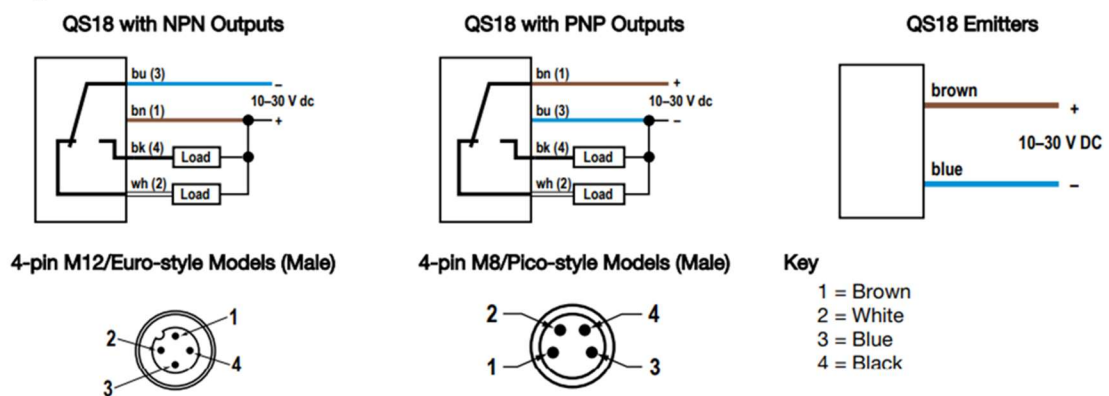 QS18 with NPN Outputs
bu (3)
–
10–30 V dc
bn (1)
+
bk (4)
Load
wh (2)
Load
QS18 with PNP Outputs
bn (1)
+
10–30 V dc
bu (3)
–
bk (4)
Load
wh (2)
Load
QS18 Emitters
brown
+
10–30 V DC
blue
–
4-pin M12/Euro-style Models (Male)
1
2
4
3
4-pin M8/Pico-style Models (Male)
2
4
1
3
Key
1 = Brown
2 = White
3 = Blue
4 = Black